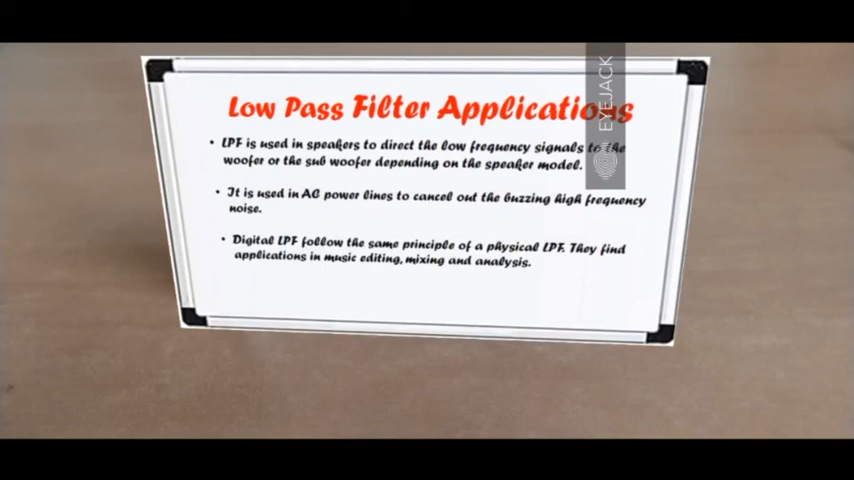 Low Pass Filter Applications
• LPF is used in speakers to direct the low frequency signals to the
woofer or the sub woofer depending on the speaker model.
• It is used in AC power lines to cancel out the buzzing high frequency
noise.
• Digital LPF follow the same principle of a physical LPF. They find
applications in music editing, mixing and analysis.
EYEJACK